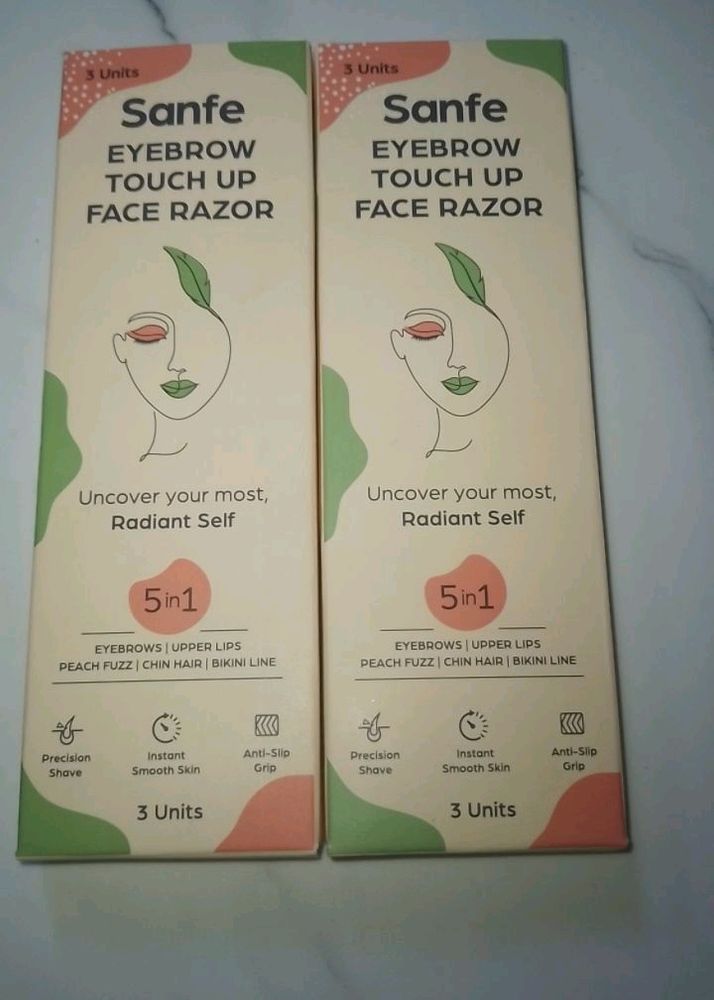 3 Units
Sanfe
EYEBROW
TOUCH UP
FACE RAZOR
Uncover your most,
Radiant Self
5in1
EYEBROWS | UPPER LIPS
PEACH FUZZ | CHIN HAIR | BIKINI LINE
Precision
Shave
Instant
Smooth Skin
Anti-Slip
Grip
3 Units
3 Units
Sanfe
EYEBROW
TOUCH UP
FACE RAZOR
Uncover your most,
Radiant Self
5in1
EYEBROWS | UPPER LIPS
PEACH FUZZ | CHIN HAIR | BIKINI LINE
Precision
Shave
Instant
Smooth Skin
Anti-Slip
Grip
3 Units